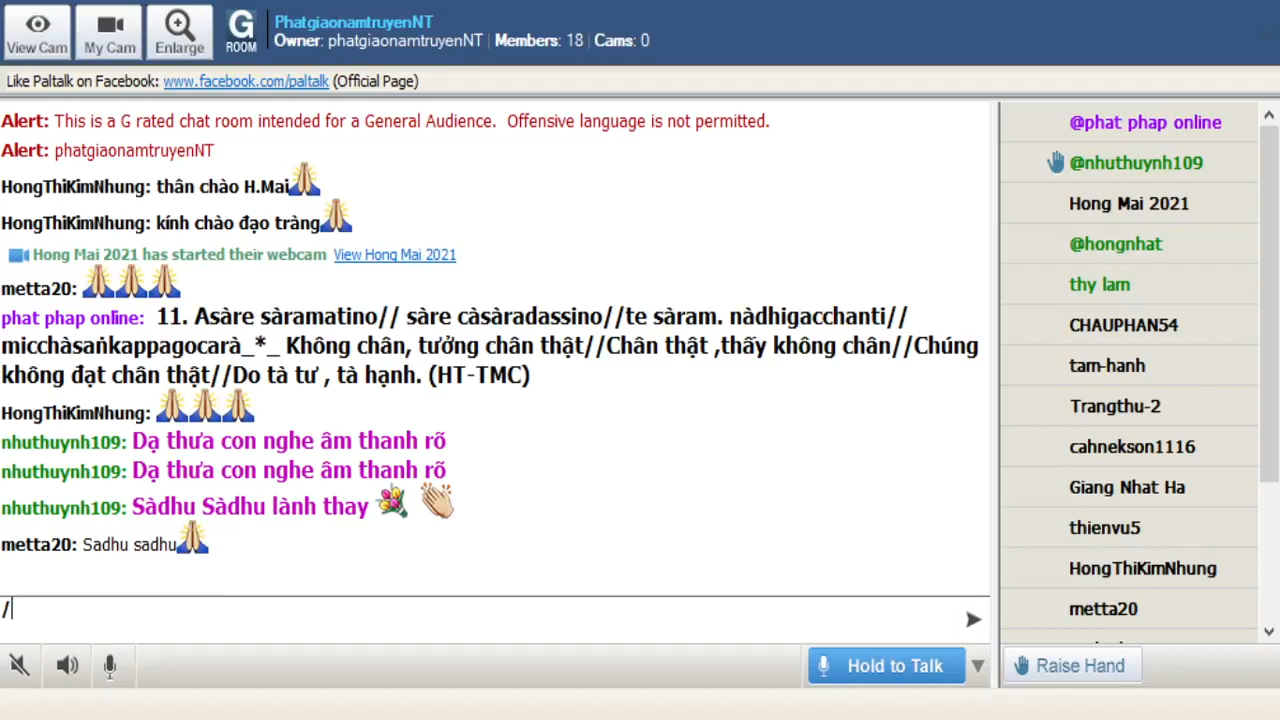 View Cam
My Cam
Enlarge
G
ROOM
PhatgiaonamtruyenNT
Owner: phatgiaonamtruyenNT | Members: 18 | Cams: 0
Like Paltalk on Facebook: www.facebook.com/paltalk (Official Page)
Alert: This is a G rated chat room intended for a General Audience. Offensive language is not permitted.
Alert: phatgiaonamtruyenNT
HongThiKimNhung: thân chào H.Mai
HongThiKimNhung: kính chào đạo tràng
Hong Mai 2021 has started their webcam View Hong Mai 2021
metta20:
phat phap online: 11. Asàre sàramatino// sàre càsàradassino//te sàram. nàdhigacchanti//
micchàsaṅkappagocarà_*_ Không chân, tưởng chân thật//Chân thật ,thấy không chân//Chúng
không đạt chân thật//Do tà tư , tà hạnh. (HT-TMC)
HongThiKimNhung:
nhuthuynh109: Dạ thưa con nghe âm thanh rõ
nhuthuynh109: Dạ thưa con nghe âm thanh rõ
nhuthuynh109: Sàdhu Sàdhu lành thay
metta20: Sadhu sadhu
/
Hold to Talk
@phat phap online
@nhuthuynh109
Hong Mai 2021
@hongnhat
thy lam
CHAUPHAN54
tam-hanh
Trangthu-2
cahnekson1116
Giang Nhat Ha
thienvu5
HongThiKimNhung
metta20
Raise Hand